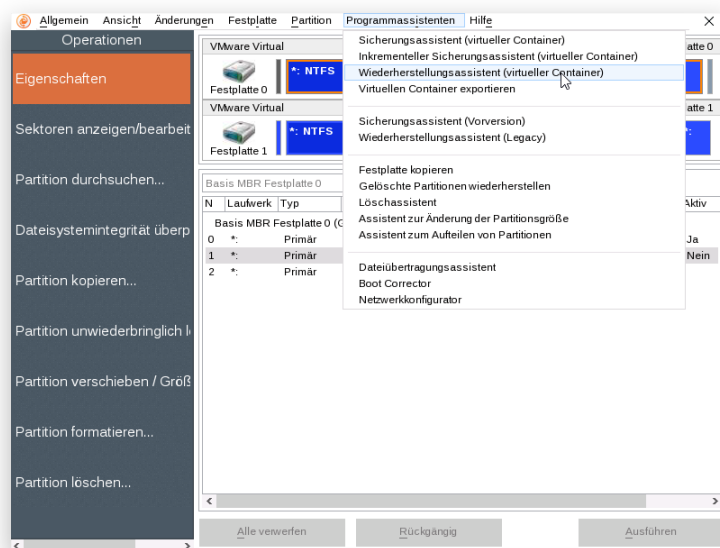 Allgemein Ansicht Änderungen Festplatte Partition Programmassistenten Hilfe
Operationen
Eigenschaften
Sektoren anzeigen/bearbeit
Partition durchsuchen...
Dateisystemintegrität überp
Partition kopieren...
Partition unwiederbringlich l
Partition verschieben / Größ
Partition formatieren...
Partition löschen...
VMware Virtual
Festplatte 0
*: NTFS
atte 0
VMware Virtual
Festplatte 1
*: NTFS
atte 1
*:
Sicherungsassistent (virtueller Container)
Inkrementeller Sicherungsassistent (virtueller Container)
Wiederherstellungsassistent (virtueller Container)
Virtuellen Container exportieren
Sicherungsassistent (Vorversion)
Wiederherstellungsassistent (Legacy)
Festplatte kopieren
Gelöschte Partitionen wiederherstellen
Löschassistent
Assistent zur Änderung der Partitionsgröße
Assistent zum Aufteilen von Partitionen
Dateiübertragungsassistent
Boot Corrector
Netzwerkkonfigurator
Basis MBR Festplatte 0
N Laufwerk Typ Aktiv
Basis MBR Festplatte 0 (G
0 *: Primär Ja
1 *: Primär Nein
2 *: Primär
Alle verwerfen Rückgängig Ausführen